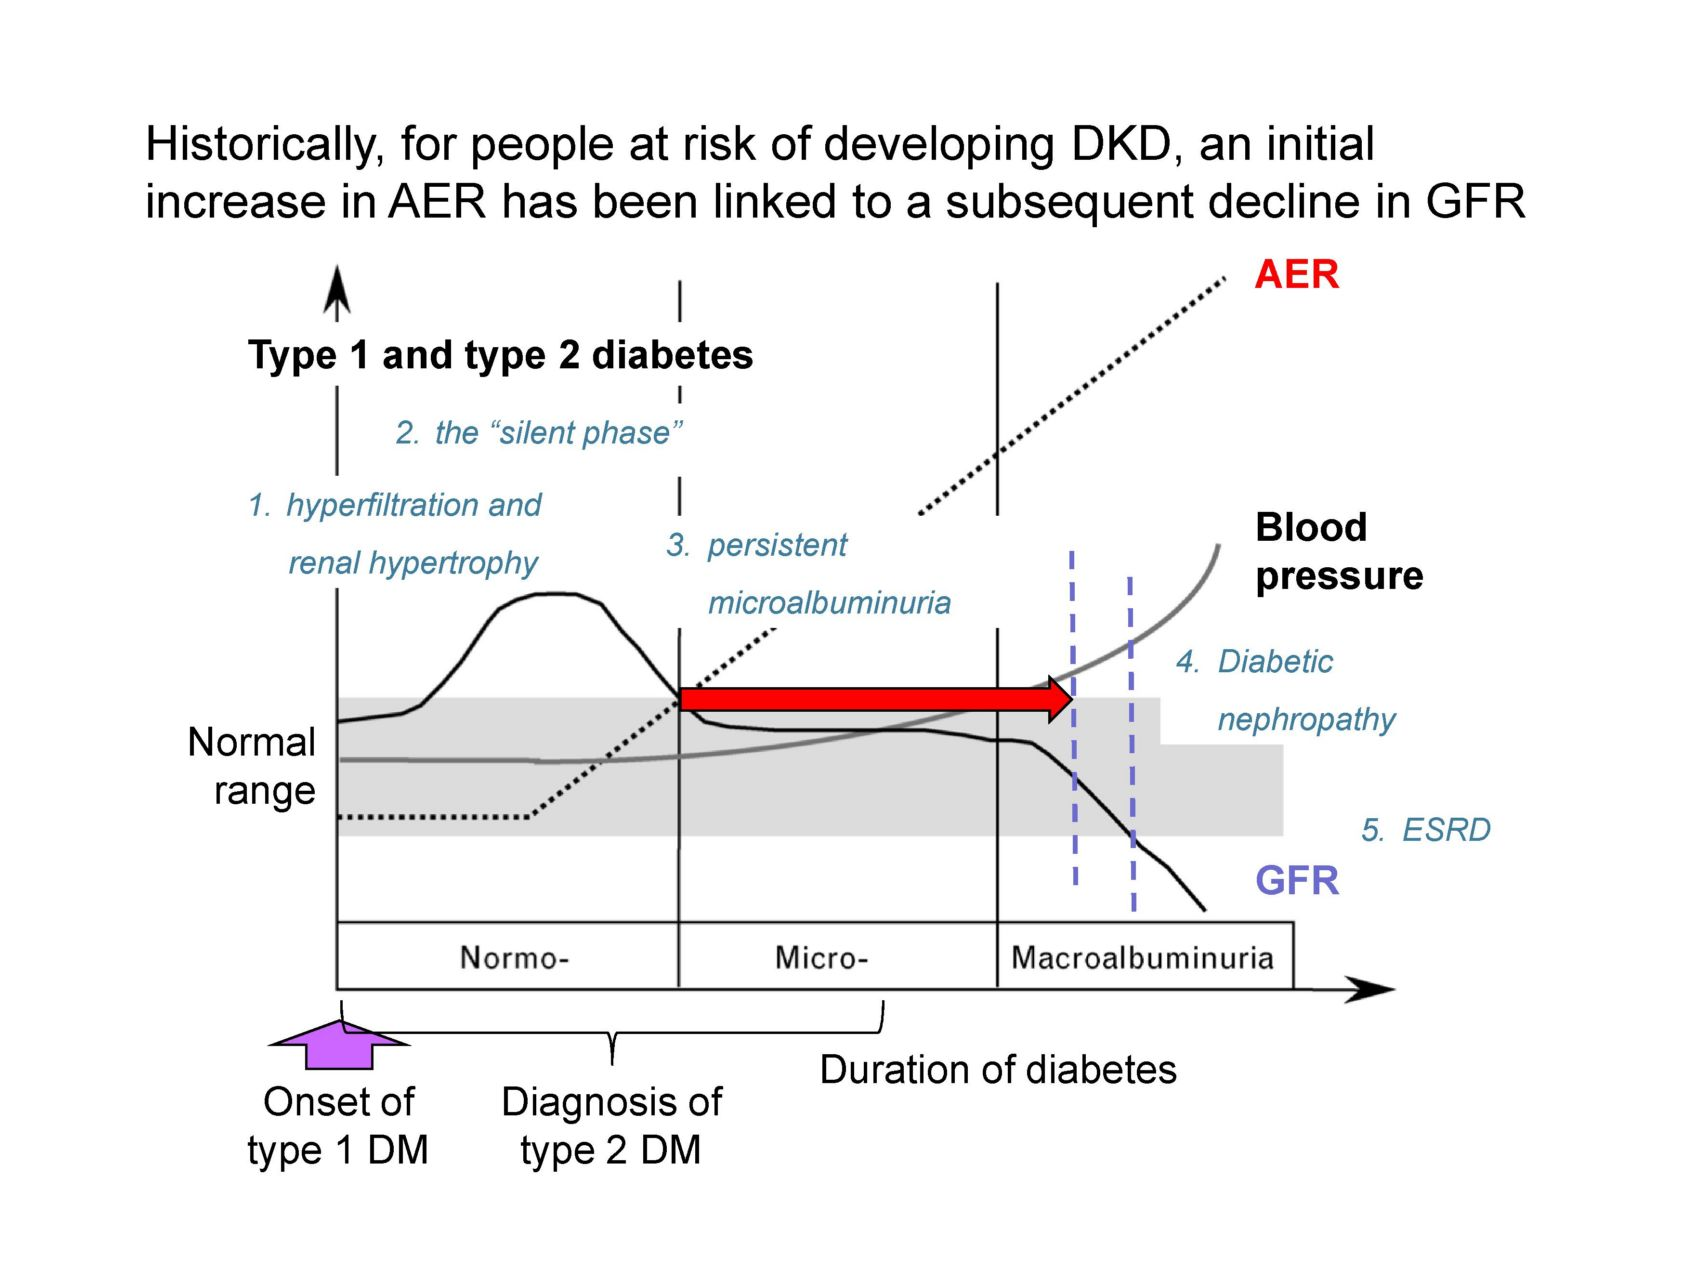 Historically, for people at risk of developing DKD, an initial
increase in AER has been linked to a subsequent decline in GFR
AER
Type 1 and type 2 diabetes
2. the “silent phase”
1. hyperfiltration and
renal hypertrophy
3. persistent
microalbuminuria
Blood
pressure
4. Diabetic
nephropathy
Normal
range
5. ESRD
GFR
Normo-
Micro-
Macroalbuminuria
Duration of diabetes
Onset of
type 1 DM
Diagnosis of
type 2 DM